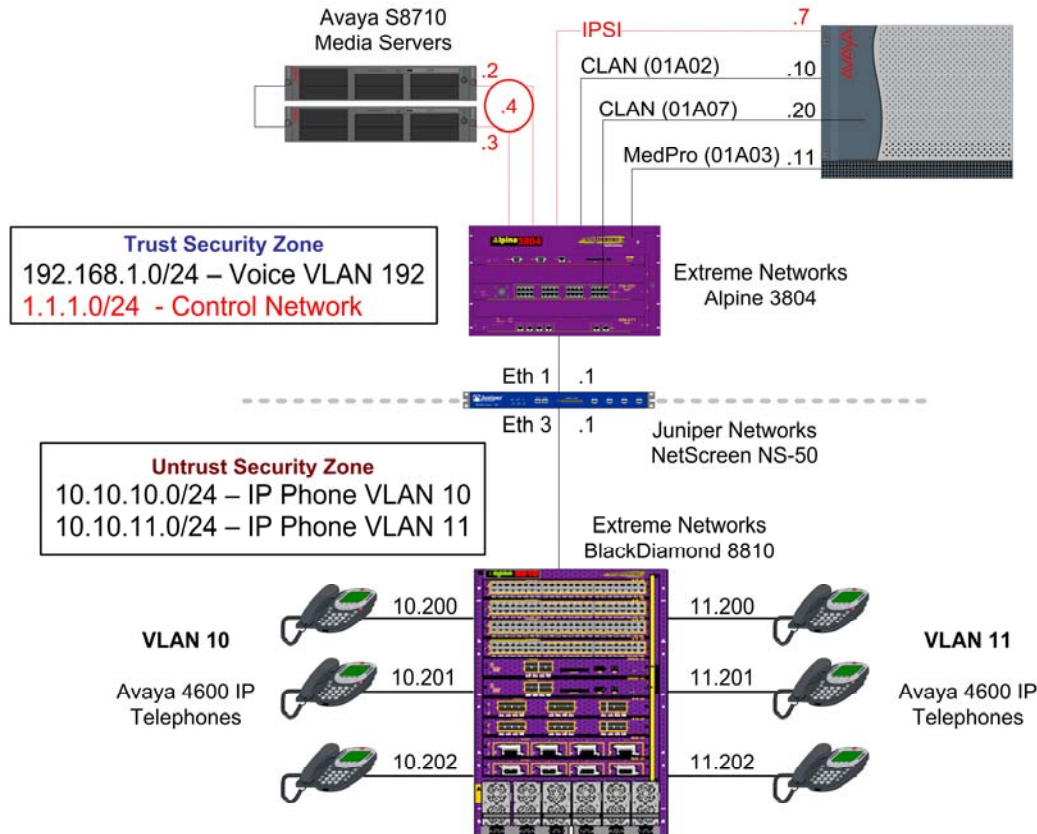 Avaya S8710
Media Servers
.2
.4
.3
IPSI
.7
CLAN (01A02)
.10
CLAN (01A07)
.20
MedPro (01A03)
.11
AVAYA
Trust Security Zone
192.168.1.0/24 – Voice VLAN 192
1.1.1.0/24 - Control Network
Alpine 3804
Extreme Networks
Alpine 3804
Eth 1
.1
Juniper
Eth 3
.1
Juniper Networks
NetScreen NS-50
Untrust Security Zone
10.10.10.0/24 – IP Phone VLAN 10
10.10.11.0/24 – IP Phone VLAN 11
Extreme Networks
BlackDiamond 8810
10.200
11.200
VLAN 10
VLAN 11
10.201
11.201
Avaya 4600 IP
Telephones
Avaya 4600 IP
Telephones
10.202
11.202